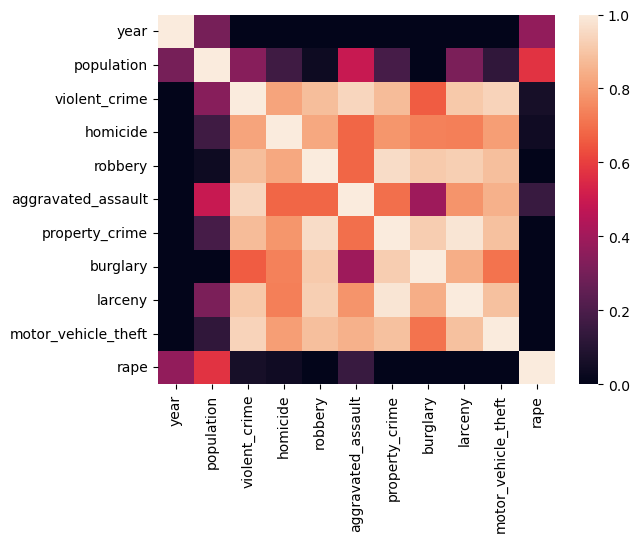 year
population
violent_crime
homicide
robbery
aggravated_assault
property_crime
burglary
larceny
motor_vehicle_theft
rape
year
population
violent_crime
homicide
robbery
aggravated_assault
property_crime
burglary
larceny
motor_vehicle_theft
rape
1.0
0.8
0.6
0.4
0.2
0.0